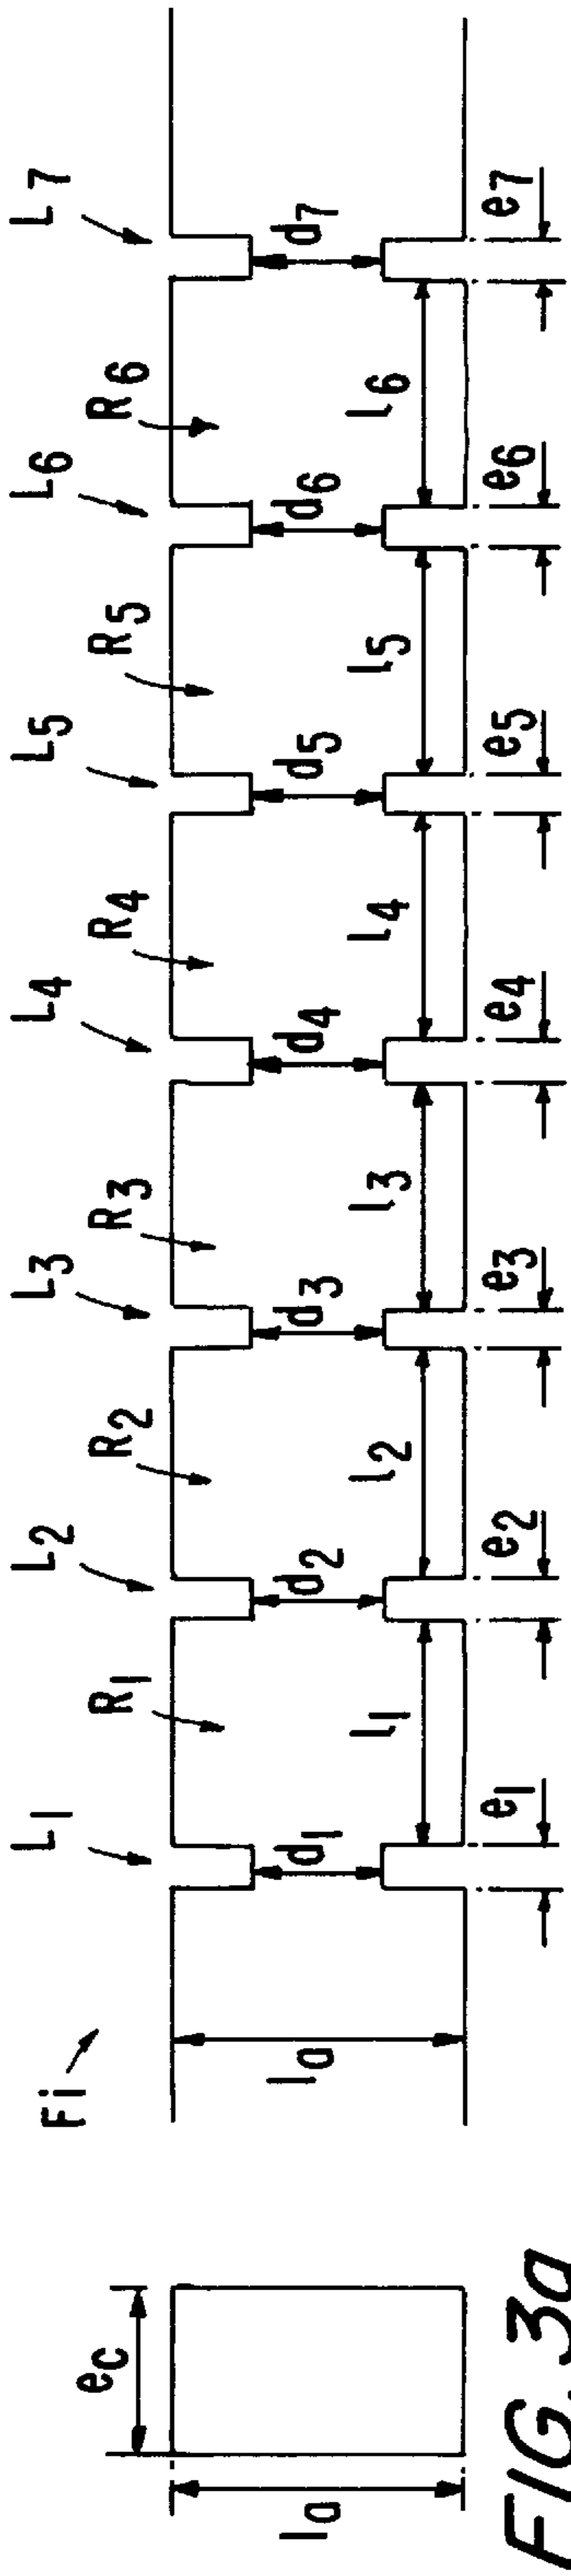 Fi
L1 L2 L3 L4 L5 L6 L7
R1 R2 R3 R4 R5 R6
ec
la
la
d1 d2 d3 d4 d5 d6 d7
l1 l2 l3 l4 l5 l6
e1 e2 e3 e4 e5 e6 e7
FIG. 3a